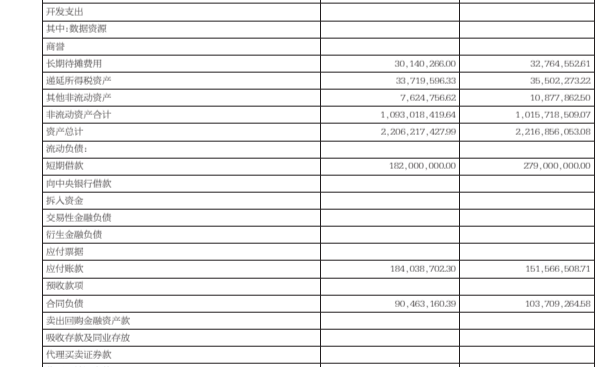 开发支出
其中:数据资源
商誉
长期待摊费用 30,140,266.00 32,764,552.61
递延所得税资产 33,719,596.33 35,502,273.22
其他非流动资产 7,624,756.62 10,877,862.50
非流动资产合计 1,093,018,419.64 1,015,718,509.07
资产总计 2,206,217,427.99 2,216,856,053.08
流动负债:
短期借款 182,000,000.00 279,000,000.00
向中央银行借款
拆入资金
交易性金融负债
衍生金融负债
应付票据
应付账款 184,038,702.30 151,566,508.71
预收款项
合同负债 90,463,160.39 103,709,264.58
卖出回购金融资产款
吸收存款及同业存放
代理买卖证券款